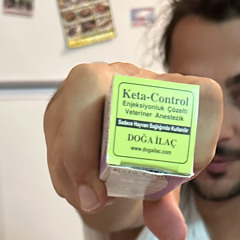 Keta-Control
Enjeksiyonluk Çözelti
Veteriner Anestezik
Sadece Hayvan Sağlığında Kullanılır
DOĞA İLAÇ
www.dogailac.com